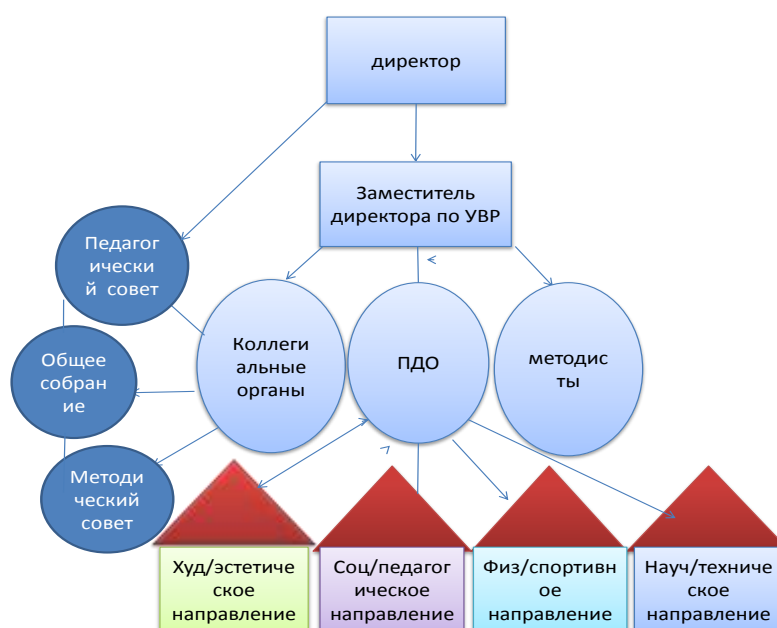 директор
Заместитель
директора по УВР
Педагог
ически
й совет
Общее
собран
ие
Методи
ческий
совет
Коллеги
альные
органы
ПДО
методис
ты
Худ/эстетиче
ское
направление
Соц/педагог
ическое
направление
Физ/спортивн
ое
направление
Науч/техниче
ское
направление